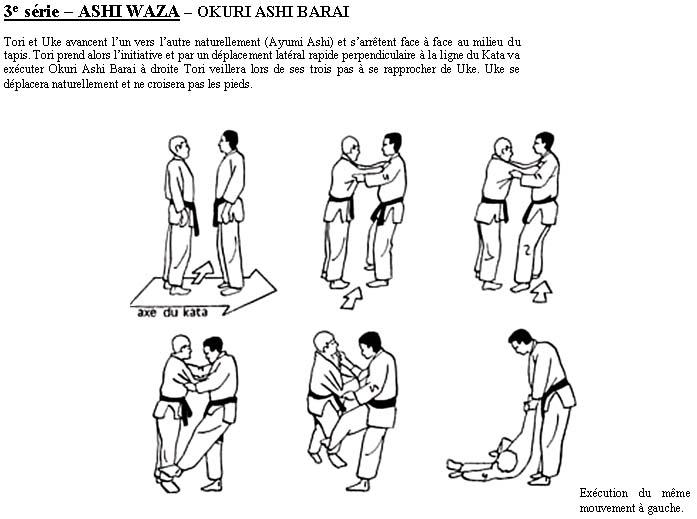 3e série – ASHI WAZA – OKURI ASHI BARAI
Tori et Uke avancent l’un vers l’autre naturellement (Ayumi Ashi) et s’arrêtent face à face au milieu du
tapis. Tori prend alors l’initiative et par un déplacement latéral rapide perpendiculaire à la ligne du Kata va
exécuter Okuri Ashi Barai à droite Tori veillera lors de ses trois pas à se rapprocher de Uke. Uke se
déplacera naturellement et ne croisera pas les pieds.
axe du kata
Exécution du même
mouvement à gauche.